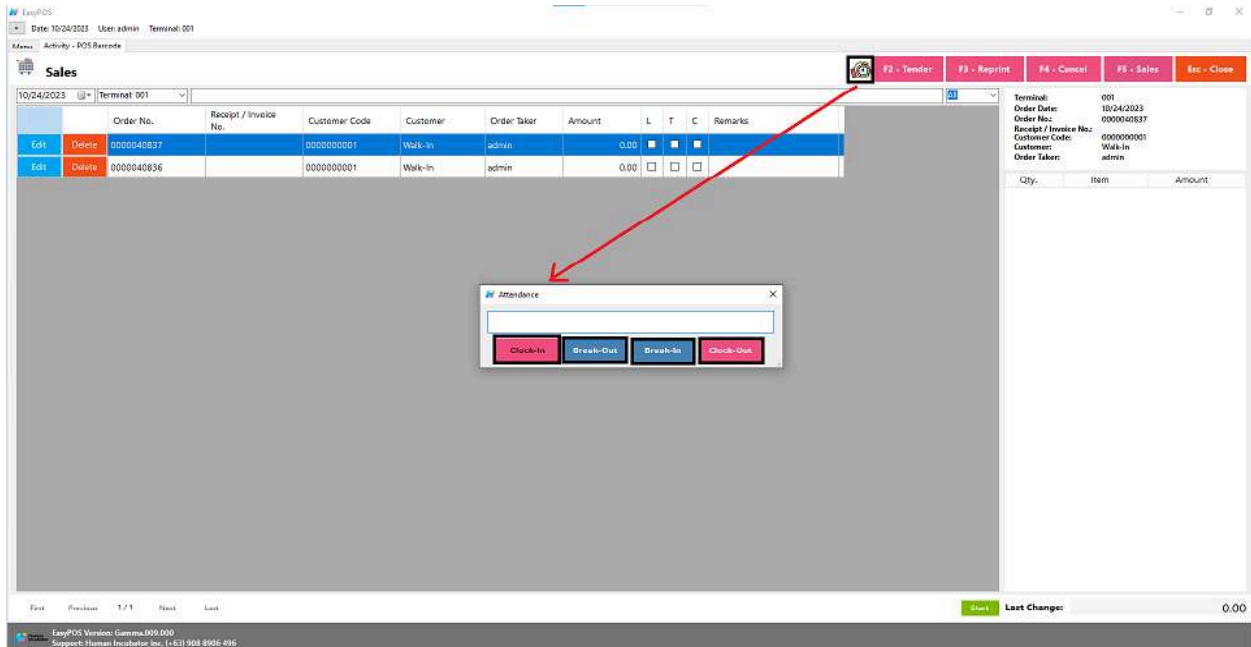 EasyPOS
Date: 10/24/2023 User: admin Terminal: 001
Menu Activity - POS Barcode
Sales
F2 - Tender F3 - Reprint F4 - Cancel F5 - Sales Esc - Close
10/24/2023 Terminal: 001 All
Order No. Receipt / Invoice No. Customer Code Customer Order Taker Amount L T C Remarks
Edit Delete 0000040837 0000000001 Walk-In admin 0.00
Edit Delete 0000040836 0000000001 Walk-In admin 0.00
Terminal: 001
Order Date: 10/24/2023
Order No.: 0000040837
Receipt / Invoice No.:
Customer Code: 0000000001
Customer: Walk-In
Order Taker: admin
Qty. Item Amount
Attendance
Clock-In Break-Out Break-In Clock-Out
First Previous 1 / 1 Next Last
Start Last Change: 0.00
EasyPOS Version: Gamma.009.000
Support: Human Incubator Inc. (+63) 908 8906 496